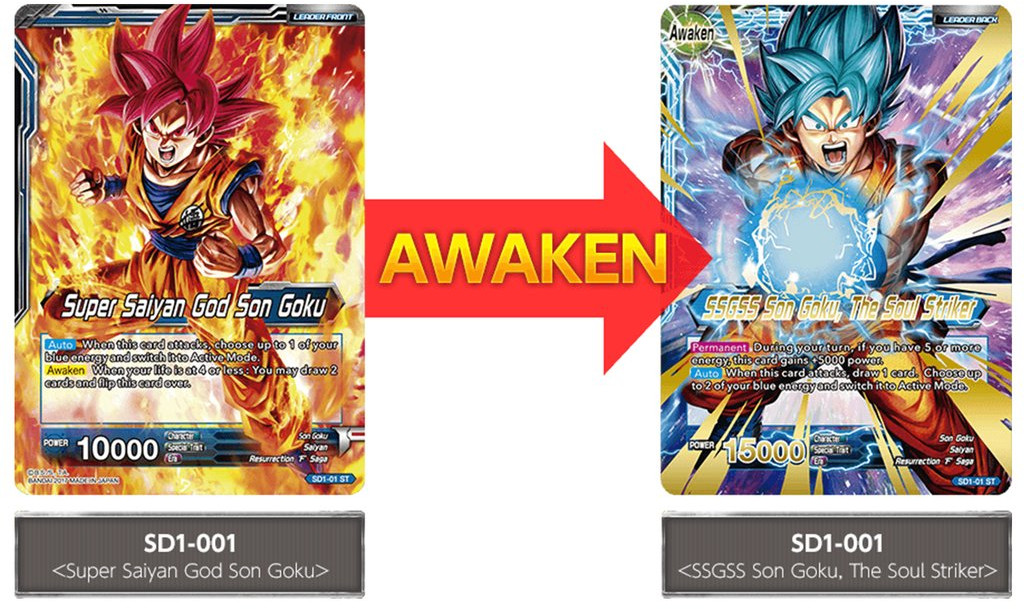 LEADER FRONT
Super Saiyan God Son Goku
Auto When this card attacks, choose up to 1 of your
blue energy and switch it to Active Mode.
Awaken When your life is at 4 or less : You may draw 2
cards and flip this card over.
POWER 10000
Character Son Goku
Special Trait Saiyan
Era Resurrection 'F' Saga
BANDAI 2017 MADE IN JAPAN
SD1-01 ST
SD1-001
<Super Saiyan God Son Goku>
AWAKEN
Awaken
LEADER BACK
SSGSS Son Goku, The Soul Striker
Permanent During your turn, if you have 5 or more
energy, this card gains +5000 power.
Auto When this card attacks, draw 1 card. Choose up
to 2 of your blue energy and switch it to Active Mode.
POWER 15000
Character Son Goku
Special Trait Saiyan
Era Resurrection 'F' Saga
SD1-01 ST
SD1-001
<SSGSS Son Goku, The Soul Striker>